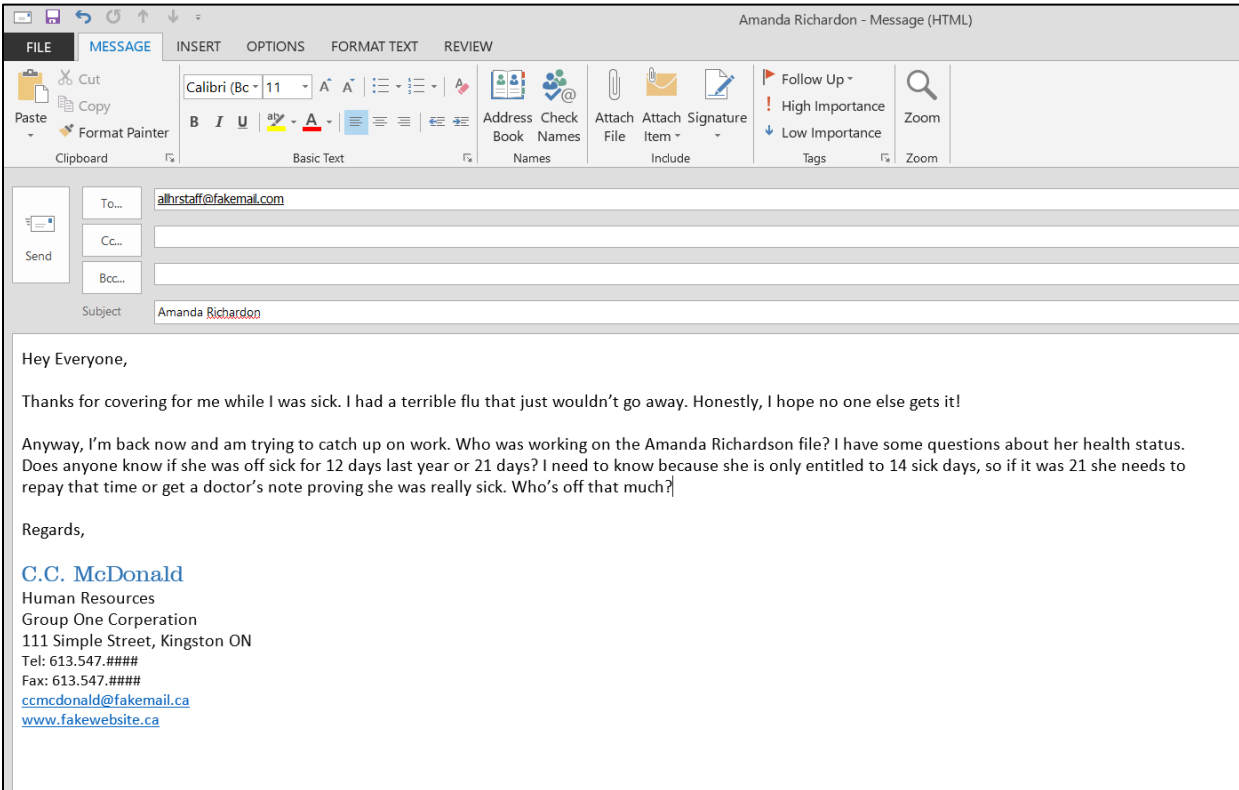 Amanda Richardon - Message (HTML)
FILE MESSAGE INSERT OPTIONS FORMAT TEXT REVIEW
Cut
Copy
Paste
Format Painter
Clipboard
Calibri (Bc 11 A A
B I U aby A
Basic Text
Address Check
Book Names
Names
Attach Attach Signature
File Item
Include
Follow Up
High Importance
Low Importance
Tags
Zoom
Zoom
Send
To... allhrstaff@fakemail.com
Cc...
Bcc...
Subject Amanda Richardon
Hey Everyone,
Thanks for covering for me while I was sick. I had a terrible flu that just wouldn’t go away. Honestly, I hope no one else gets it!
Anyway, I’m back now and am trying to catch up on work. Who was working on the Amanda Richardson file? I have some questions about her health status.
Does anyone know if she was off sick for 12 days last year or 21 days? I need to know because she is only entitled to 14 sick days, so if it was 21 she needs to
repay that time or get a doctor’s note proving she was really sick. Who’s off that much?
Regards,
C.C. McDonald
Human Resources
Group One Corperation
111 Simple Street, Kingston ON
Tel: 613.547.####
Fax: 613.547.####
ccmcdonald@fakemail.ca
www.fakewebsite.ca